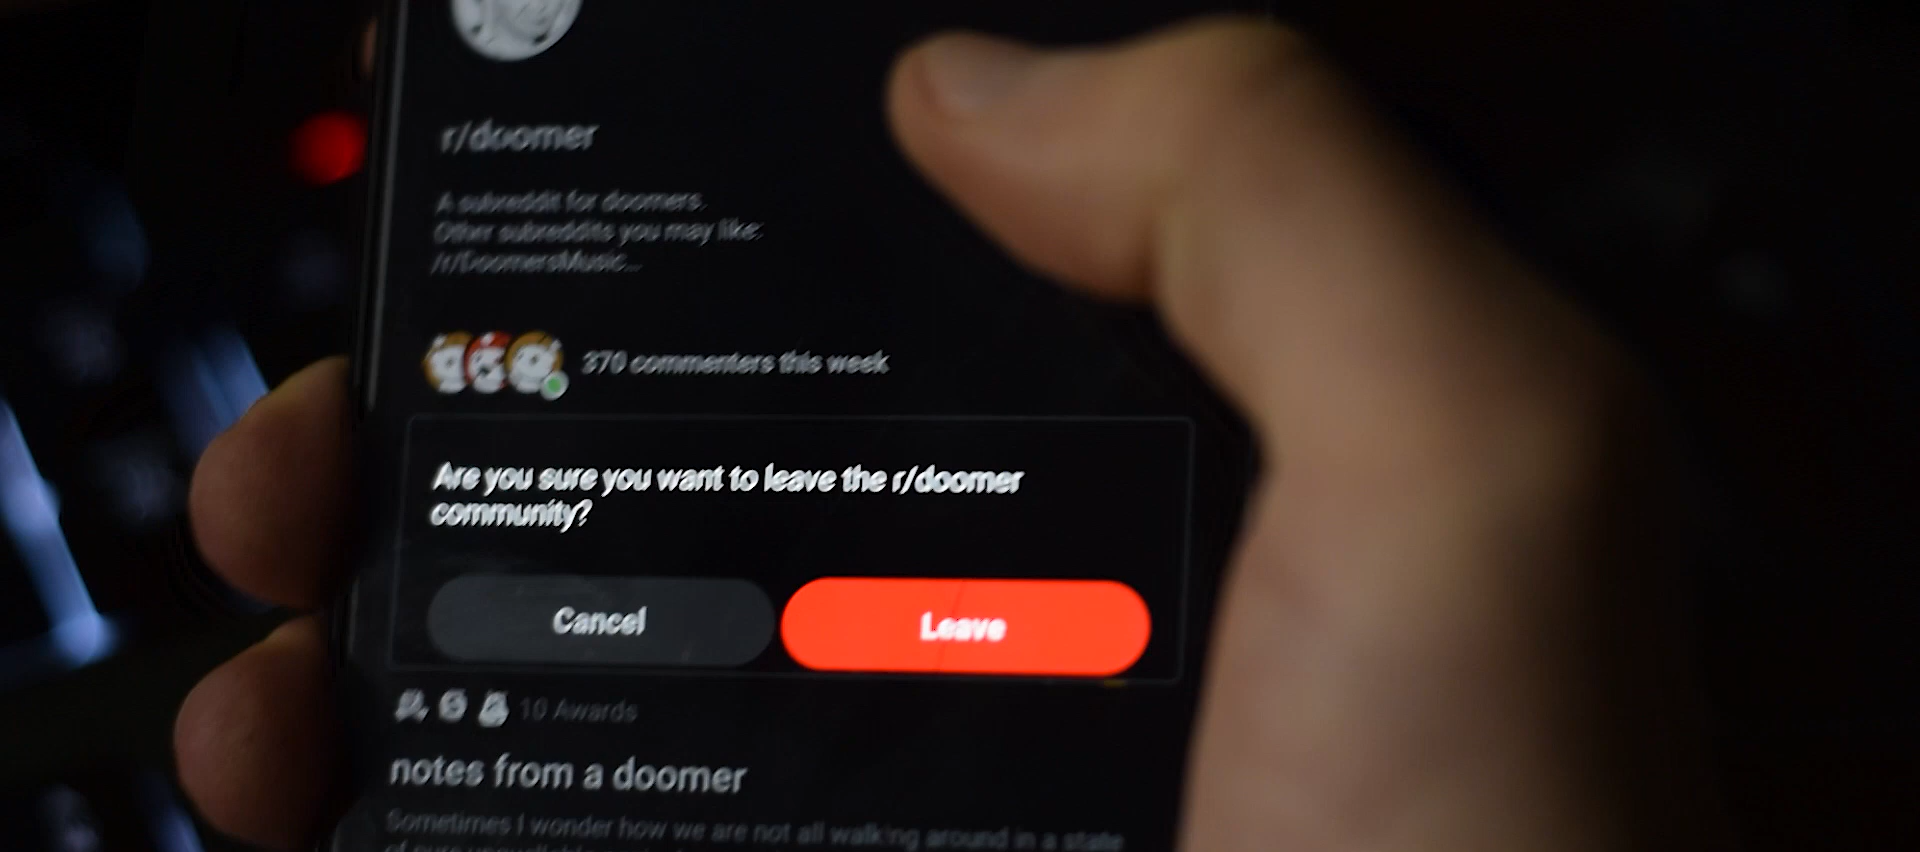 r/doomer
A subreddit for doomers.
Other subreddits you may like:
/r/DoomersMusic...
370 commenters this week
Are you sure you want to leave the r/doomer
community?
Cancel
Leave
10 Awards
notes from a doomer
Sometimes I wonder how we are not all walking around in a state
of pure